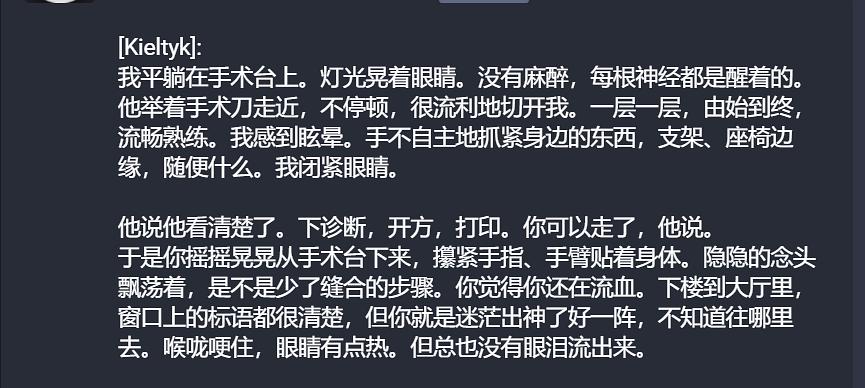 [Kieltyk]:
我平躺在手术台上。灯光晃着眼睛。没有麻醉，每根神经都是醒着的。
他举着手术刀走近，不停顿，很流利地切开我。一层一层，由始到终，
流畅熟练。我感到眩晕。手不自主地抓紧身边的东西，支架、座椅边
缘，随便什么。我闭紧眼睛。
他说他看清楚了。下诊断，开方，打印。你可以走了，他说。
于是你摇摇晃晃从手术台下来，攥紧手指、手臂贴着身体。隐隐的念头
飘荡着，是不是少了缝合的步骤。你觉得你还在流血。下楼到大厅里，
窗口上的标语都很清楚，但你就是迷茫出神了好一阵，不知道往哪里
去。喉咙哽住，眼睛有点热。但总也没有眼泪流出来。